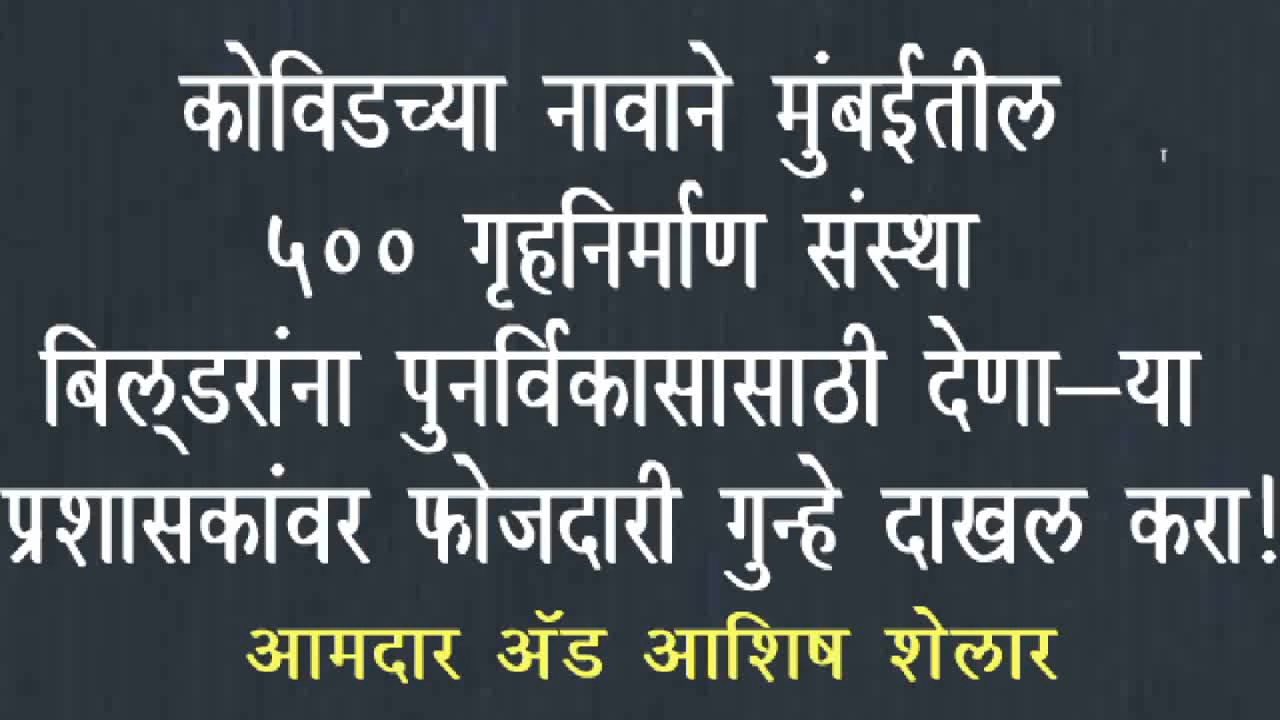 कोविडच्या नावाने मुंबईतील
५०० गृहनिर्माण संस्था
बिल्‌डरांना पुनर्विकासासाठी देणा–या
प्रशासकांवर फोजदारी गुन्हे दाखल करा!
आमदार ॲड आशिष शेलार